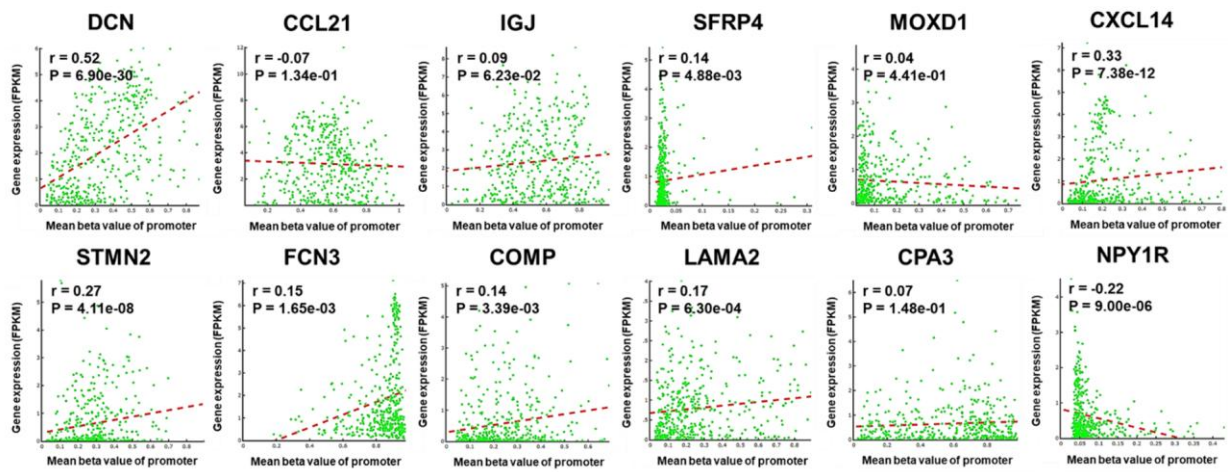 DCN
CCL21
IGJ
SFRP4
MOXD1
CXCL14
r = 0.52
P = 6.90e-30
r = -0.07
P = 1.34e-01
r = 0.09
P = 6.23e-02
r = 0.14
P = 4.88e-03
r = 0.04
P = 4.41e-01
r = 0.33
P = 7.38e-12
Gene expression (FPKM)
Gene expression (FPKM)
Gene expression (FPKM)
Gene expression (FPKM)
Gene expression (FPKM)
Gene expression (FPKM)
Mean beta value of promoter
Mean beta value of promoter
Mean beta value of promoter
Mean beta value of promoter
Mean beta value of promoter
Mean beta value of promoter
STMN2
FCN3
COMP
LAMA2
CPA3
NPY1R
r = 0.27
P = 4.11e-08
r = 0.15
P = 1.65e-03
r = 0.14
P = 3.39e-03
r = 0.17
P = 6.30e-04
r = 0.07
P = 1.48e-01
r = -0.22
P = 9.00e-06
Gene expression (FPKM)
Gene expression (FPKM)
Gene expression (FPKM)
Gene expression (FPKM)
Gene expression (FPKM)
Gene expression (FPKM)
Mean beta value of promoter
Mean beta value of promoter
Mean beta value of promoter
Mean beta value of promoter
Mean beta value of promoter
Mean beta value of promoter